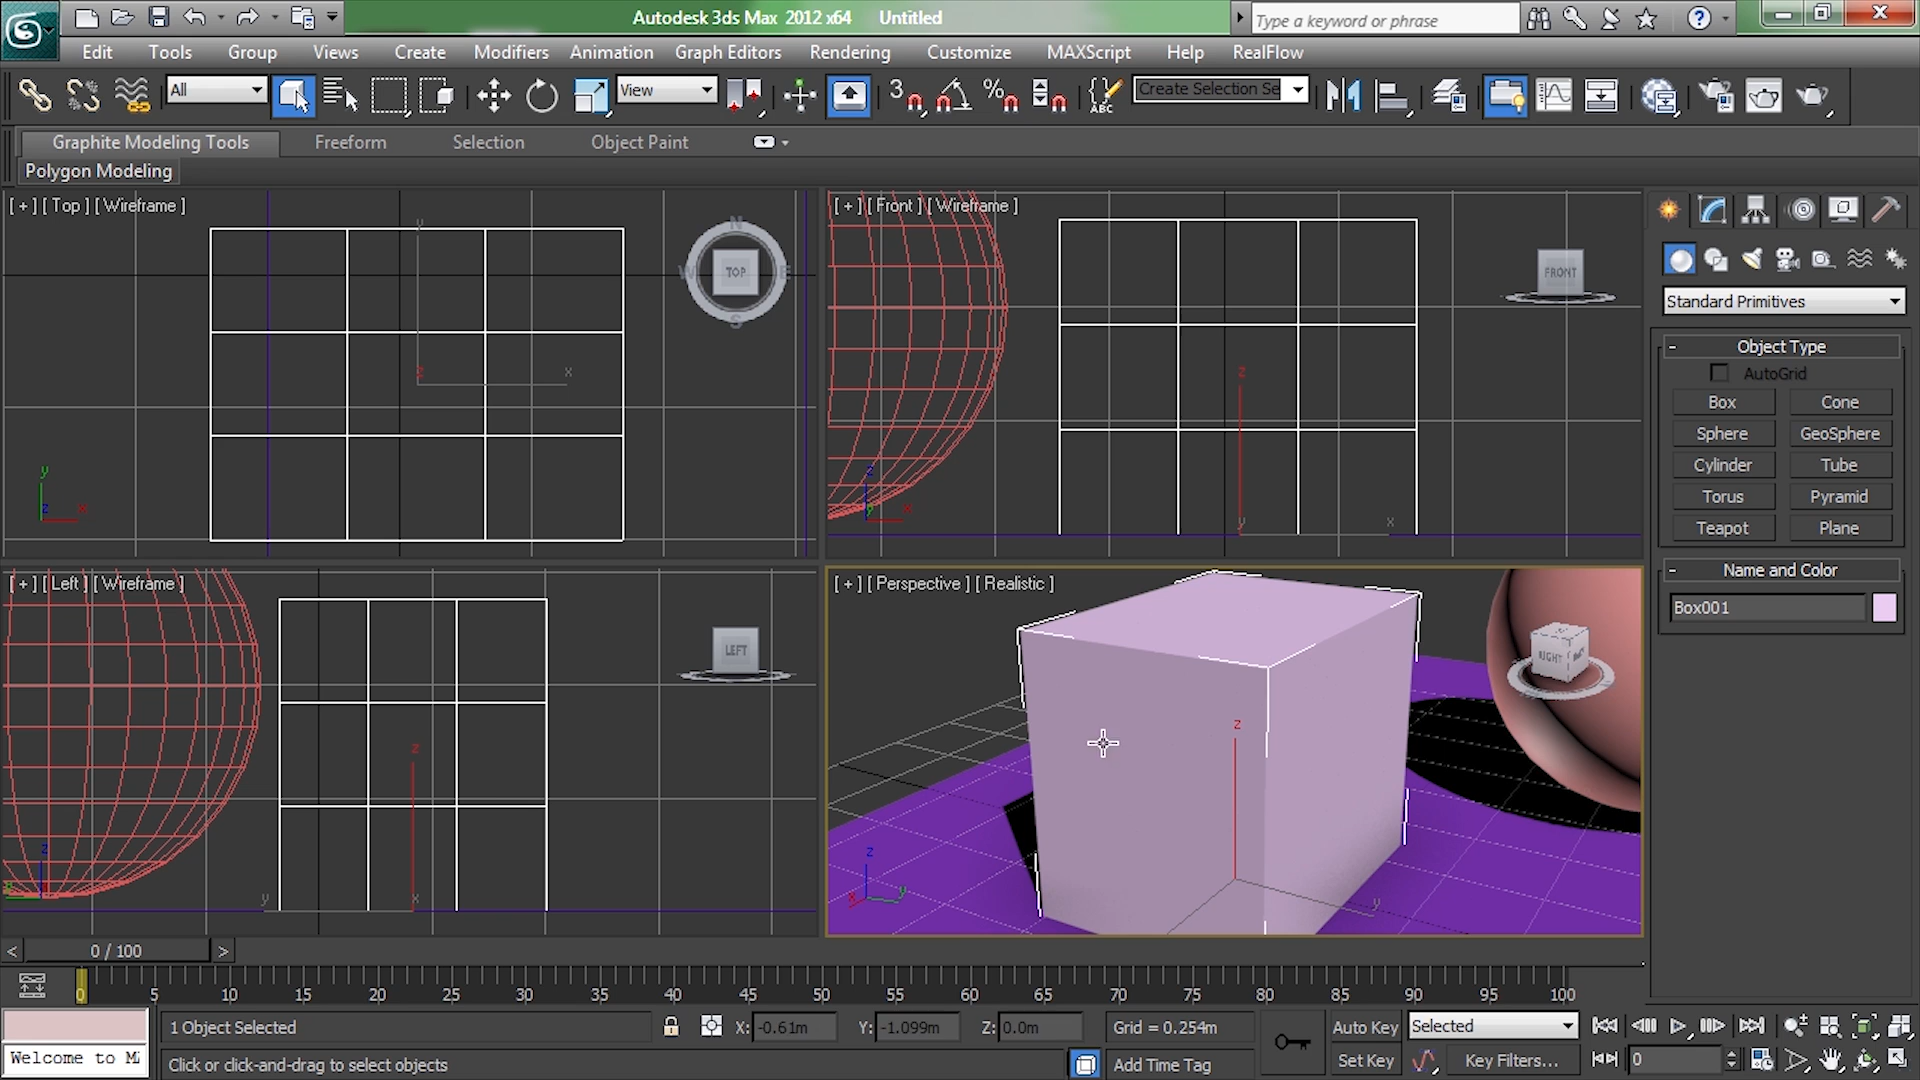 Autodesk 3ds Max 2012 x64 Untitled
Type a keyword or phrase
Edit Tools Group Views Create Modifiers Animation Graph Editors Rendering Customize MAXScript Help RealFlow
All View 3 % ABC Create Selection Se
Graphite Modeling Tools Freeform Selection Object Paint
Polygon Modeling
[ + ] [ Top ] [ Wireframe ]
N
W TOP E
S
y
z x
y
z x
[ + ] [ Front ] [ Wireframe ]
FRONT
z
y x
z
y x
[ + ] [ Left ] [ Wireframe ]
LEFT
z
y x
z
y
[ + ] [ Perspective ] [ Realistic ]
RIGHT
z
y
z
x y
Standard Primitives
- Object Type
AutoGrid
Box Cone
Sphere GeoSphere
Cylinder Tube
Torus Pyramid
Teapot Plane
- Name and Color
Box001
< 0 / 100 >
0 5 10 15 20 25 30 35 40 45 50 55 60 65 70 75 80 85 90 95 100
1 Object Selected X: -0.61m Y: -1.099m Z: 0.0m Grid = 0.254m Auto Key Selected
Welcome to M
Click or click-and-drag to select objects Add Time Tag Set Key Key Filters... 0